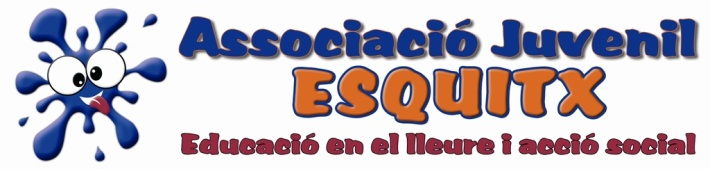 Associació Juvenil
ESQUITX
Educació en el lleure i acció social